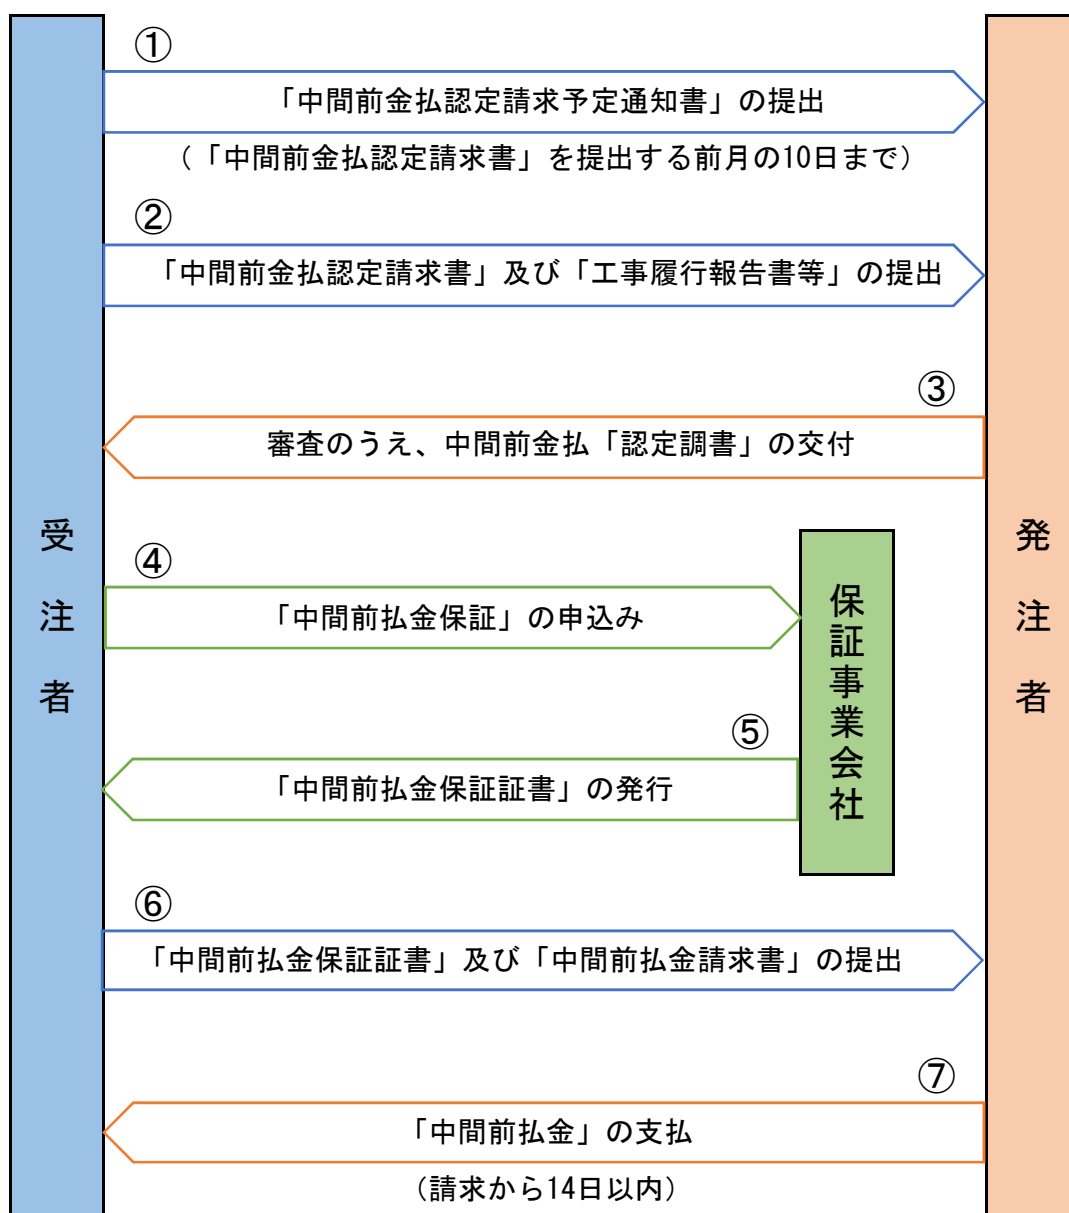 ①
「中間前金払認定請求予定通知書」の提出
（「中間前金払認定請求書」を提出する前月の10日まで）
②
「中間前金払認定請求書」及び「工事履行報告書等」の提出
③
審査のうえ、中間前金払「認定調書」の交付
受注者
発注者
④
「中間前払金保証」の申込み
保証事業会社
⑤
「中間前払金保証証書」の発行
⑥
「中間前払金保証証書」及び「中間前払金請求書」の提出
⑦
「中間前払金」の支払
（請求から14日以内）